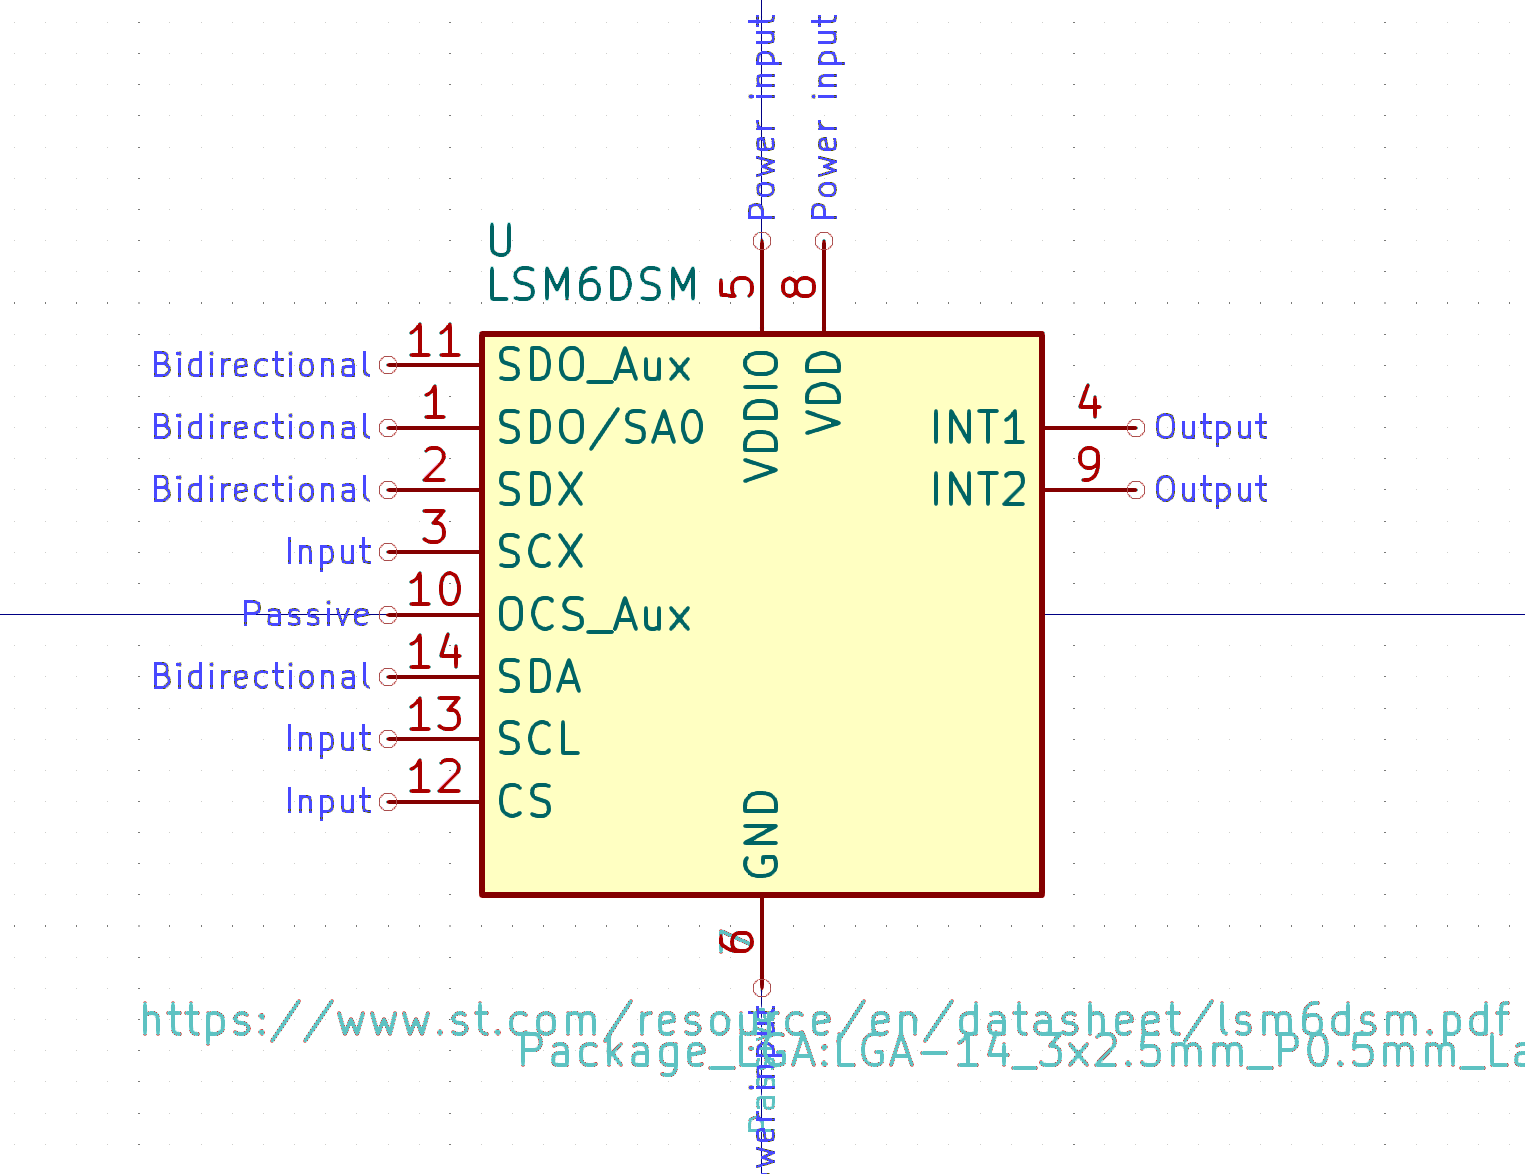 Power input
Power input
U
LSM6DSM
5
8
11
Bidirectional
SDO_Aux
VDDIO
VDD
1
Bidirectional
SDO/SA0
INT1
4
Output
2
Bidirectional
SDX
INT2
9
Output
3
Input
SCX
10
Passive
OCS_Aux
14
Bidirectional
SDA
13
Input
SCL
12
Input
CS
GND
6
7
https://www.st.com/resource/en/datasheet/lsm6dsm.pdf
Package_LGA:LGA-14_3x2.5mm_P0.5mm_La
wer input